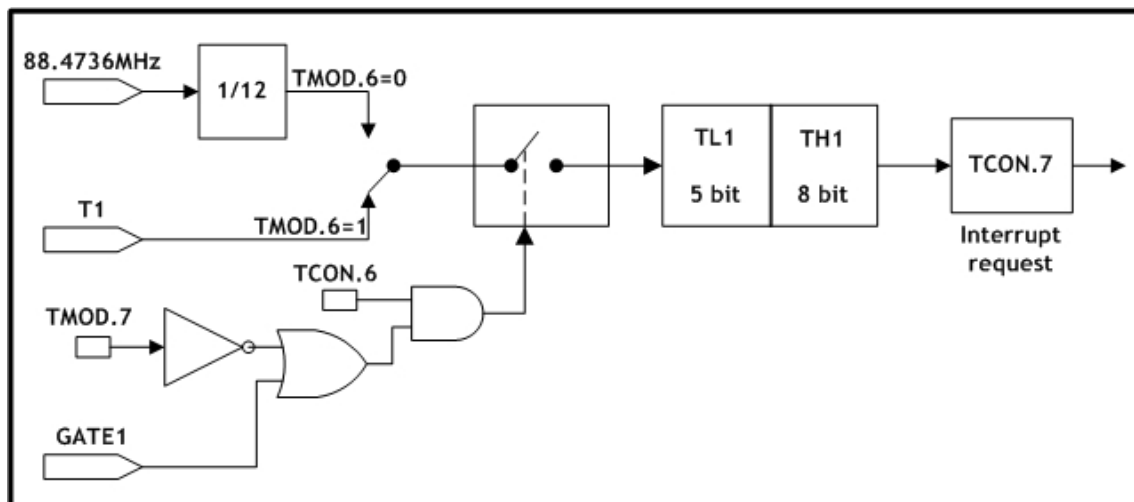 88.4736MHz
1/12
TMOD.6=0
T1
TMOD.6=1
TL1
5 bit
TH1
8 bit
TCON.7
Interrupt
request
TCON.6
TMOD.7
GATE1